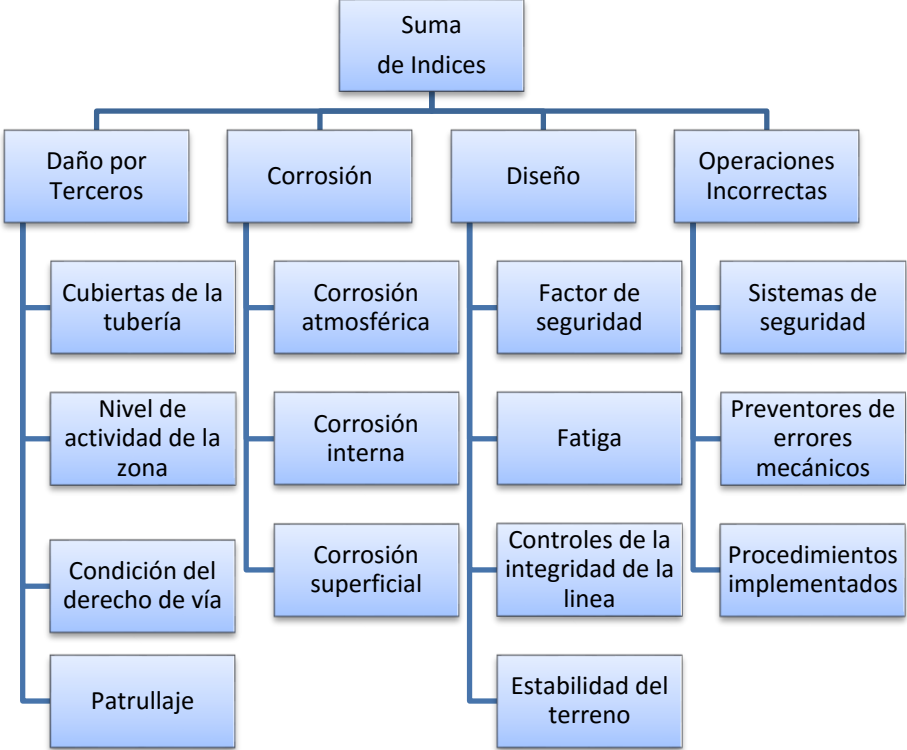 Suma
de Indices
Daño por
Terceros
Corrosión
Diseño
Operaciones
Incorrectas
Cubiertas de la
tubería
Nivel de
actividad de la
zona
Condición del
derecho de vía
Patrullaje
Corrosión
atmosférica
Corrosión
interna
Corrosión
superficial
Factor de
seguridad
Fatiga
Controles de la
integridad de la
linea
Estabilidad del
terreno
Sistemas de
seguridad
Preventores de
errores
mecánicos
Procedimientos
implementados